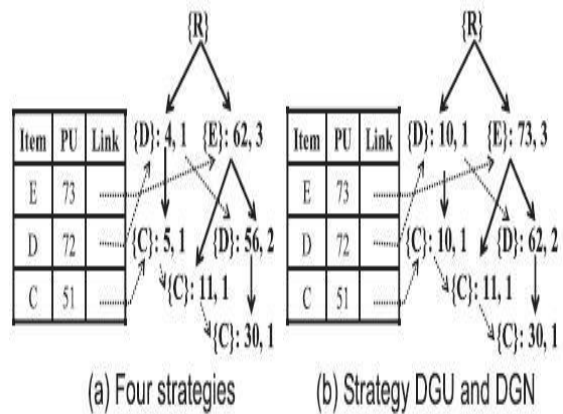 {R}
Item PU Link
E 73
D 72
C 51
{D}: 4, 1 {E}: 62, 3
{C}: 5, 1 {D}: 56, 2
{C}: 11, 1
{C}: 30, 1
(a) Four strategies
{R}
Item PU Link
E 73
D 72
C 51
{D}: 10, 1 {E}: 73, 3
{C}: 10, 1 {D}: 62, 2
{C}: 11, 1
{C}: 30, 1
(b) Strategy DGU and DGN